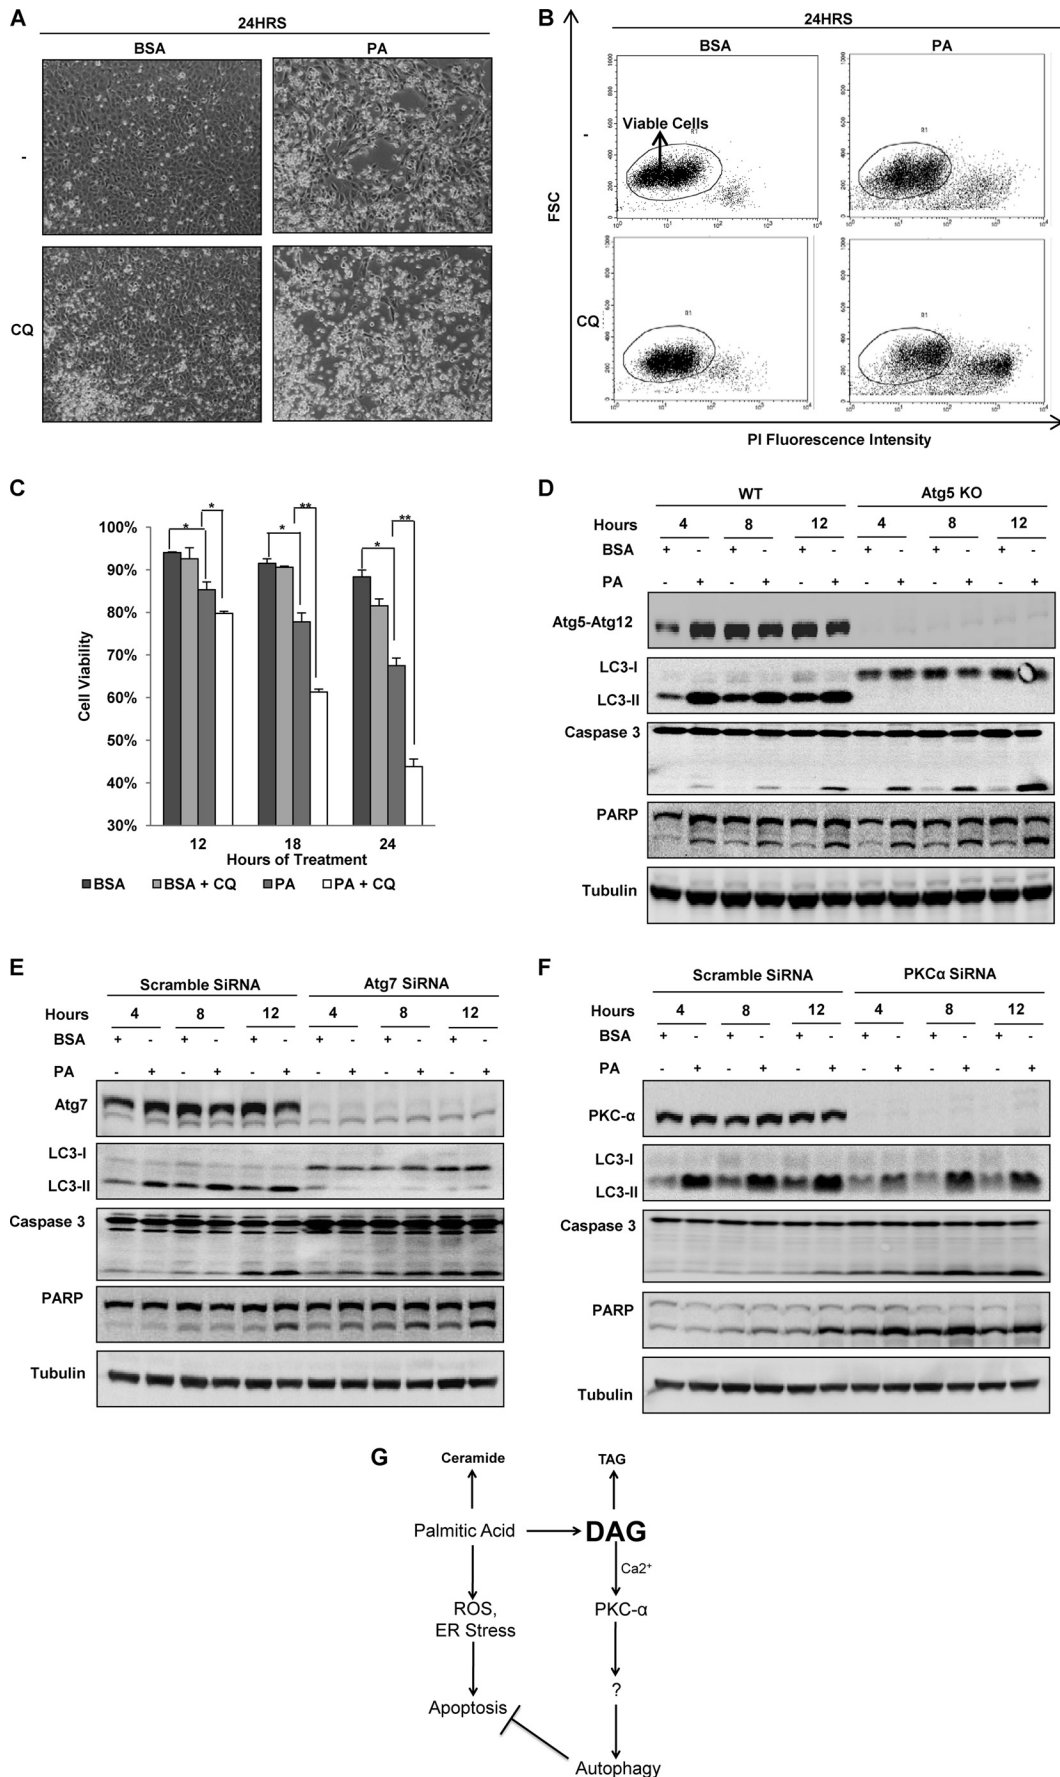 A
24HRS
BSA PA
-
CQ
B
24HRS
BSA PA
FSC
-
CQ
Viable Cells
R1
R1
R1
R1
PI Fluorescence Intensity
C
Cell Viability
100%
90%
80%
70%
60%
50%
40%
30%
* * * ** * **
12 18 24
Hours of Treatment
BSA BSA + CQ PA PA + CQ
D
WT Atg5 KO
Hours 4 8 12 4 8 12
BSA + - + - + - + - + - + -
PA - + - + - + - + - + - +
Atg5-Atg12
LC3-I
LC3-II
Caspase 3
PARP
Tubulin
E
Scramble SiRNA Atg7 SiRNA
Hours 4 8 12 4 8 12
BSA + - + - + - + - + - + -
PA - + - + - + - + - + - +
Atg7
LC3-I
LC3-II
Caspase 3
PARP
Tubulin
F
Scramble SiRNA PKCα SiRNA
Hours 4 8 12 4 8 12
BSA + - + - + - + - + - + -
PA - + - + - + - + - + - +
PKC-α
LC3-I
LC3-II
Caspase 3
PARP
Tubulin
G
Ceramide TAG
Palmitic Acid DAG
Ca2+
ROS,
ER Stress
PKC-α
?
Apoptosis
Autophagy